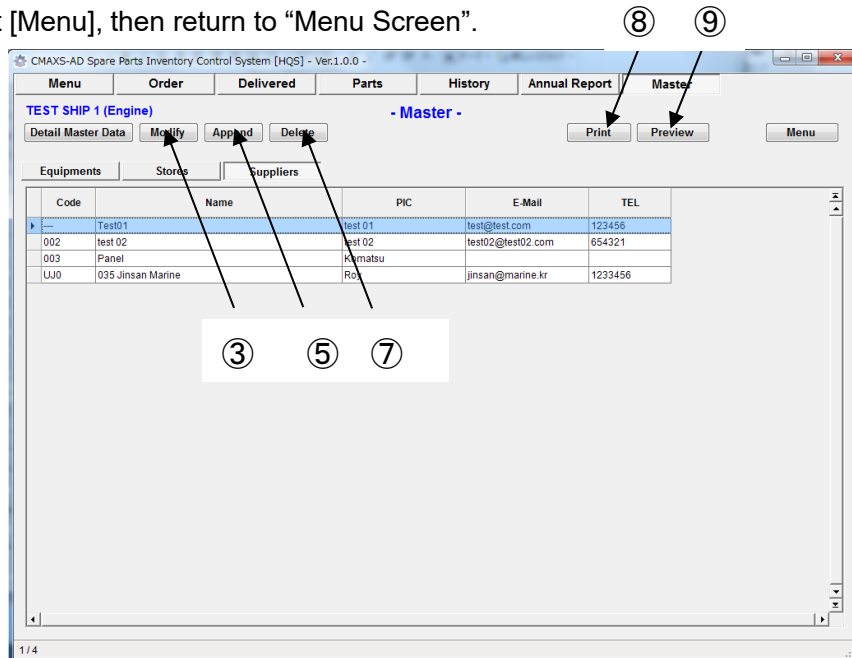 t [Menu], then return to “Menu Screen”.
⑧ ⑨
CMAXS-AD Spare Parts Inventory Control System [HQS] - Ver.1.0.0 -
Menu Order Delivered Parts History Annual Report Master
TEST SHIP 1 (Engine) - Master -
Detail Master Data Modify Append Delete Print Preview Menu
Equipments Stores Suppliers
Code Name PIC E-Mail TEL
--- Test01 test 01 test@test.com 123456
002 test 02 test 02 test02@test02.com 654321
003 Panel Komatsu
UJ0 035 Jinsan Marine Roy jinsan@marine.kr 1233456
③ ⑤ ⑦
1 / 4